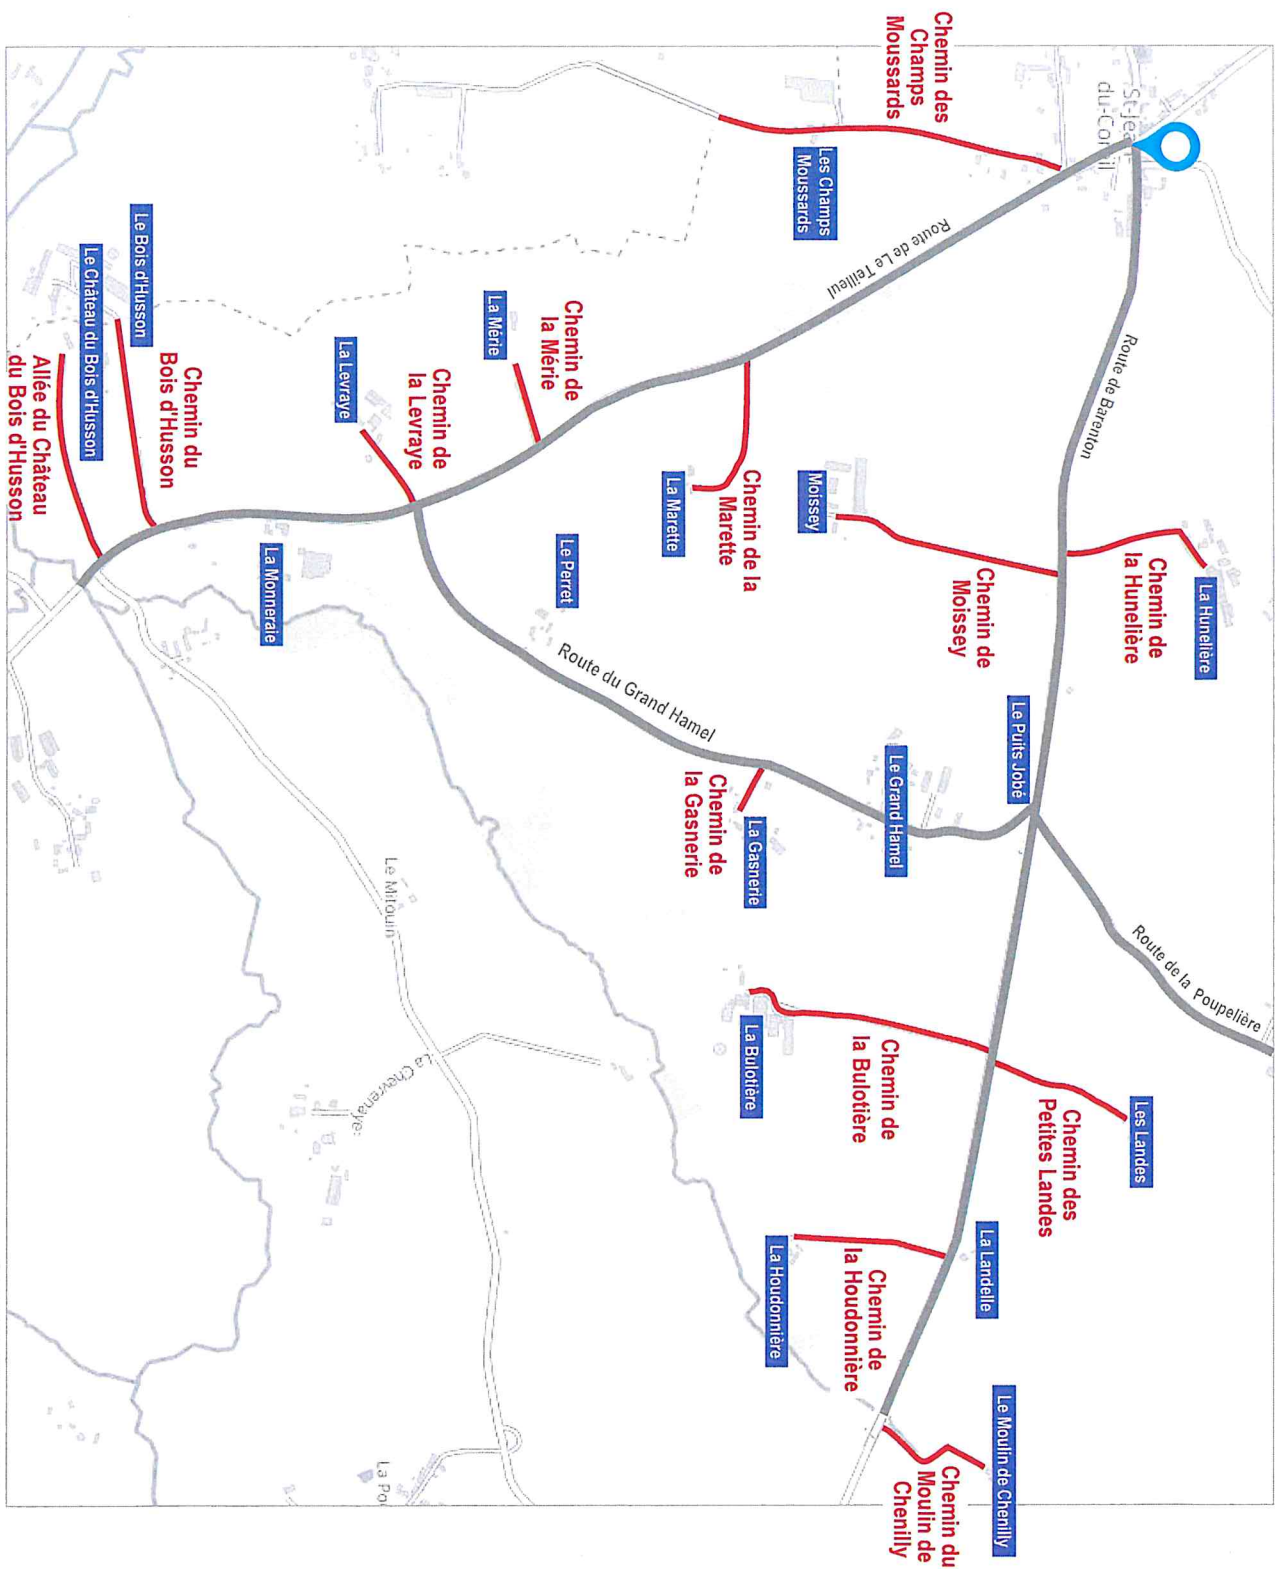 La Hunelière
Chemin de
la Hunelière
Route de la Poupelière
Les Landes
Chemin des
Petites Landes
St-Jean-
du-Corail
Route de Barenton
Le Puits Jobé
La Landelle
Le Moulin de Chenilly
Chemin du
Moulin de
Chenilly
Chemin des
Champs
Moussards
Les Champs
Moussards
Route de Le Teilleul
Chemin de
Moissey
Moissey
Le Grand Hamel
Chemin de
la Bulotière
La Bulotière
Chemin de
la Houdonnière
La Houdonnière
Chemin de la
Marette
La Marette
La Gasnerie
Chemin de
la Gasnerie
Route du Grand Hamel
Chemin de
la Mérie
La Mérie
Le Perret
Chemin de
la Levraye
La Levraye
Le Mitouin
La Chevrenaye
La Po
La Monneraie
Chemin du
Bois d'Husson
Le Bois d'Husson
Le Château du Bois d'Husson
Allée du Château
du Bois d'Husson